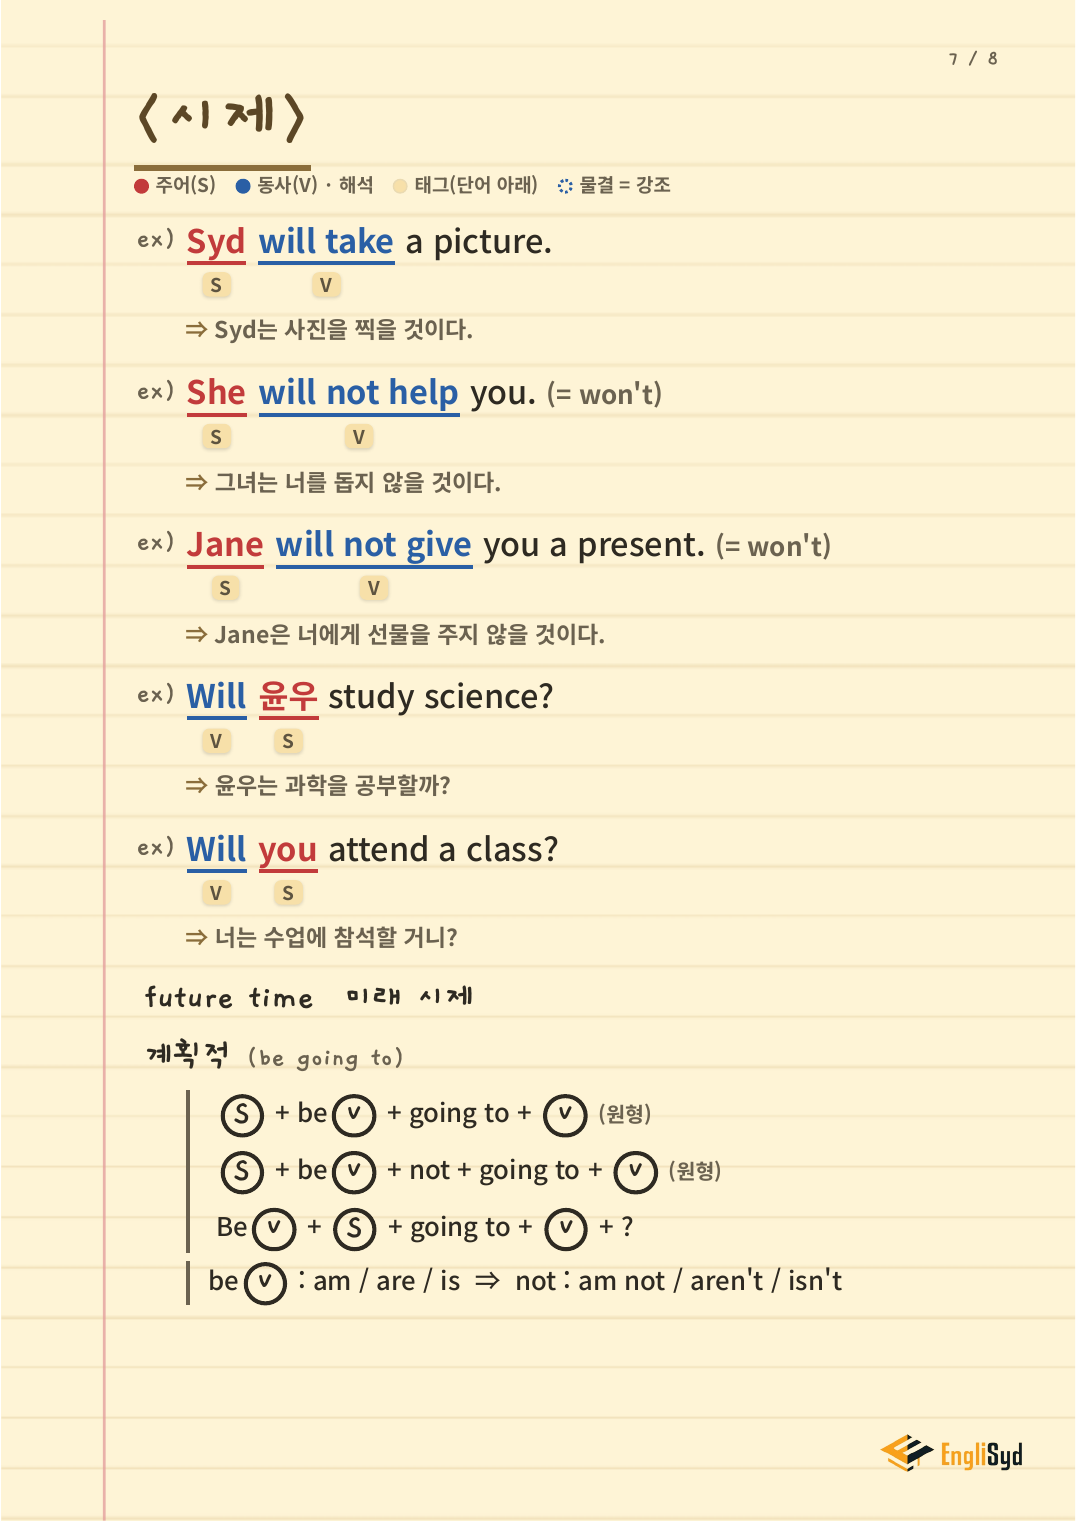 7 / 8
〈시제〉
주어(S) 동사(V) · 해석 태그(단어 아래) 물결 = 강조
ex) Syd will take a picture.
S V
⇒ Syd는 사진을 찍을 것이다.
ex) She will not help you. (= won't)
S V
⇒ 그녀는 너를 돕지 않을 것이다.
ex) Jane will not give you a present. (= won't)
S V
⇒ Jane은 너에게 선물을 주지 않을 것이다.
ex) Will 윤우 study science?
V S
⇒ 윤우는 과학을 공부할까?
ex) Will you attend a class?
V S
⇒ 너는 수업에 참석할 거니?
future time 미래 시제
계획적 (be going to)
S + be V + going to + V (원형)
S + be V + not + going to + V (원형)
Be V + S + going to + V + ?
be V : am / are / is ⇒ not : am not / aren't / isn't
EngliSyd